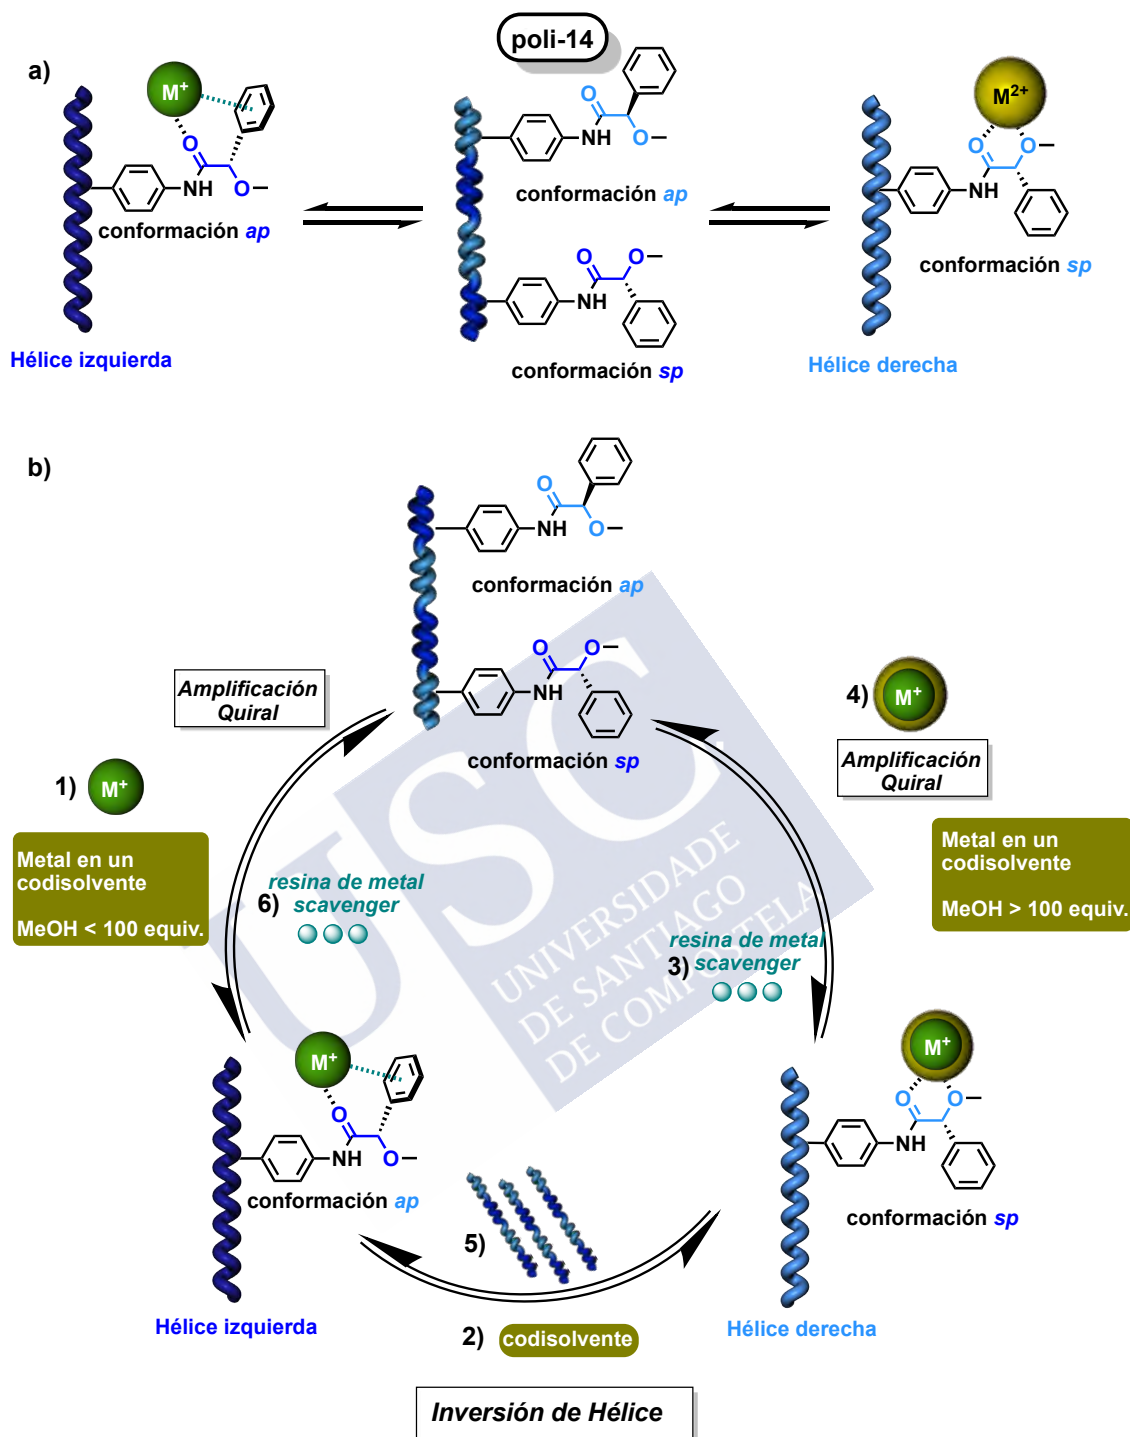 poli-14
a)
M+
O
NH
O
conformación ap
Hélice izquierda
O
NH
O
conformación ap
O
O
NH
conformación sp
M2+
O
O
NH
conformación sp
Hélice derecha
b)
O
NH
O
conformación ap
O
O
NH
conformación sp
Amplificación
Quiral
1) M+
Metal en un
codisolvente
MeOH < 100 equiv.
6) resina de metal
scavenger
4) M+
Amplificación
Quiral
Metal en un
codisolvente
MeOH > 100 equiv.
3) resina de metal
scavenger
USC
UNIVERSIDADE
DE SANTIAGO
DE COMPOSTELA
M+
O
NH
O
conformación ap
Hélice izquierda
M+
O
O
NH
conformación sp
Hélice derecha
5)
2) codisolvente
Inversión de Hélice